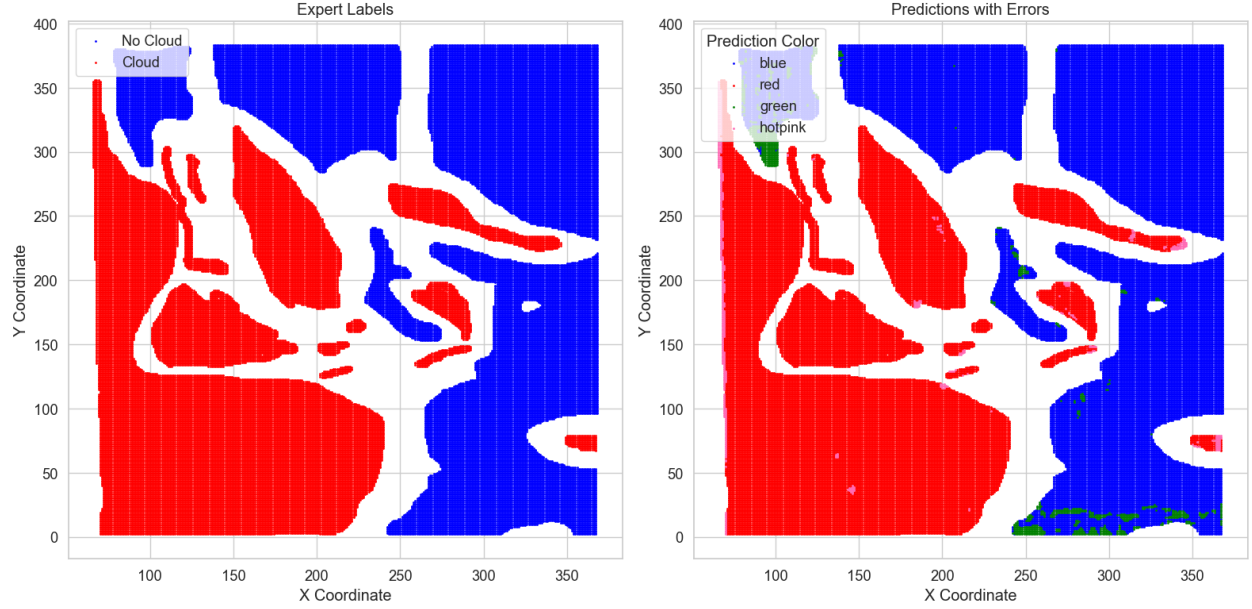 Expert Labels
No Cloud
Cloud
400
350
300
250
200
150
100
50
0
Y Coordinate
100
150
200
250
300
350
X Coordinate
Predictions with Errors
Prediction Color
blue
red
green
hotpink
400
350
300
250
200
150
100
50
0
Y Coordinate
100
150
200
250
300
350
X Coordinate